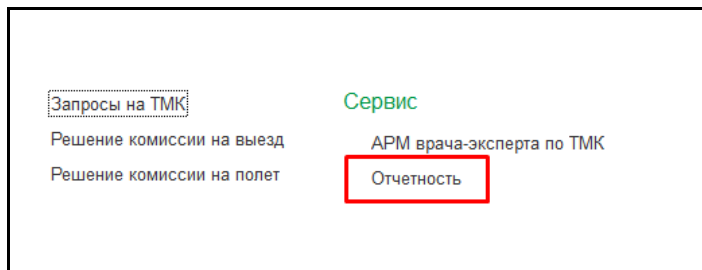 Запросы на ТМК
Решение комиссии на выезд
Решение комиссии на полет
Сервис
АРМ врача-эксперта по ТМК
Отчетность